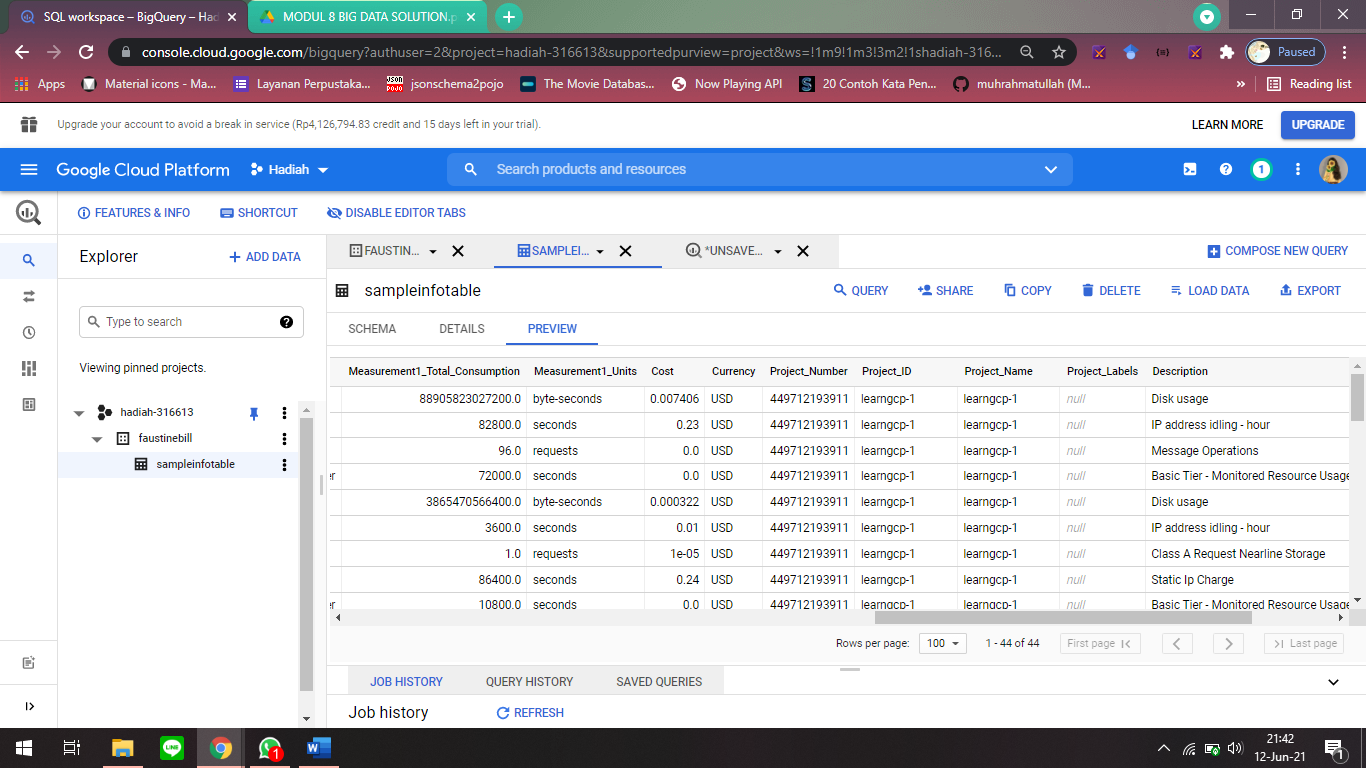 SQL workspace – BigQuery – Had
MODUL 8 BIG DATA SOLUTION.p
console.cloud.google.com/bigquery?authuser=2&project=hadiah-316613&supportedpurview=project&ws=!1m9!1m3!3m2!1shadiah-316...
Paused
Apps
Material icons - Ma...
Layanan Perpustaka...
JSON POJO
jsonschema2pojo
The Movie Databas...
Now Playing API
20 Contoh Kata Pen...
muhrahmatullah (M...
»
Reading list
Upgrade your account to avoid a break in service (Rp4,126,794.83 credit and 15 days left in your trial).
LEARN MORE
UPGRADE
Google Cloud Platform
Hadiah
Search products and resources
1
FEATURES & INFO
SHORTCUT
DISABLE EDITOR TABS
Explorer
+ ADD DATA
FAUSTIN...
SAMPLEI...
*UNSAVE...
COMPOSE NEW QUERY
sampleinfotable
QUERY
SHARE
COPY
DELETE
LOAD DATA
EXPORT
Type to search
SCHEMA
DETAILS
PREVIEW
Viewing pinned projects.
hadiah-316613
faustinebill
sampleinfotable
Measurement1_Total_Consumption Measurement1_Units Cost Currency Project_Number Project_ID Project_Name Project_Labels Description
88905823027200.0 byte-seconds 0.007406 USD 449712193911 learngcp-1 learngcp-1 null Disk usage
82800.0 seconds 0.23 USD 449712193911 learngcp-1 learngcp-1 null IP address idling - hour
96.0 requests 0.0 USD 449712193911 learngcp-1 learngcp-1 null Message Operations
er 72000.0 seconds 0.0 USD 449712193911 learngcp-1 learngcp-1 null Basic Tier - Monitored Resource Usage
3865470566400.0 byte-seconds 0.000322 USD 449712193911 learngcp-1 learngcp-1 null Disk usage
3600.0 seconds 0.01 USD 449712193911 learngcp-1 learngcp-1 null IP address idling - hour
1.0 requests 1e-05 USD 449712193911 learngcp-1 learngcp-1 null Class A Request Nearline Storage
86400.0 seconds 0.24 USD 449712193911 learngcp-1 learngcp-1 null Static Ip Charge
er 10800.0 seconds 0.0 USD 449712193911 learngcp-1 learngcp-1 null Basic Tier - Monitored Resource Usage
Rows per page: 100
1 - 44 of 44
First page
Last page
JOB HISTORY
QUERY HISTORY
SAVED QUERIES
Job history
REFRESH
LINE
1
W
21:42
12-Jun-21
1